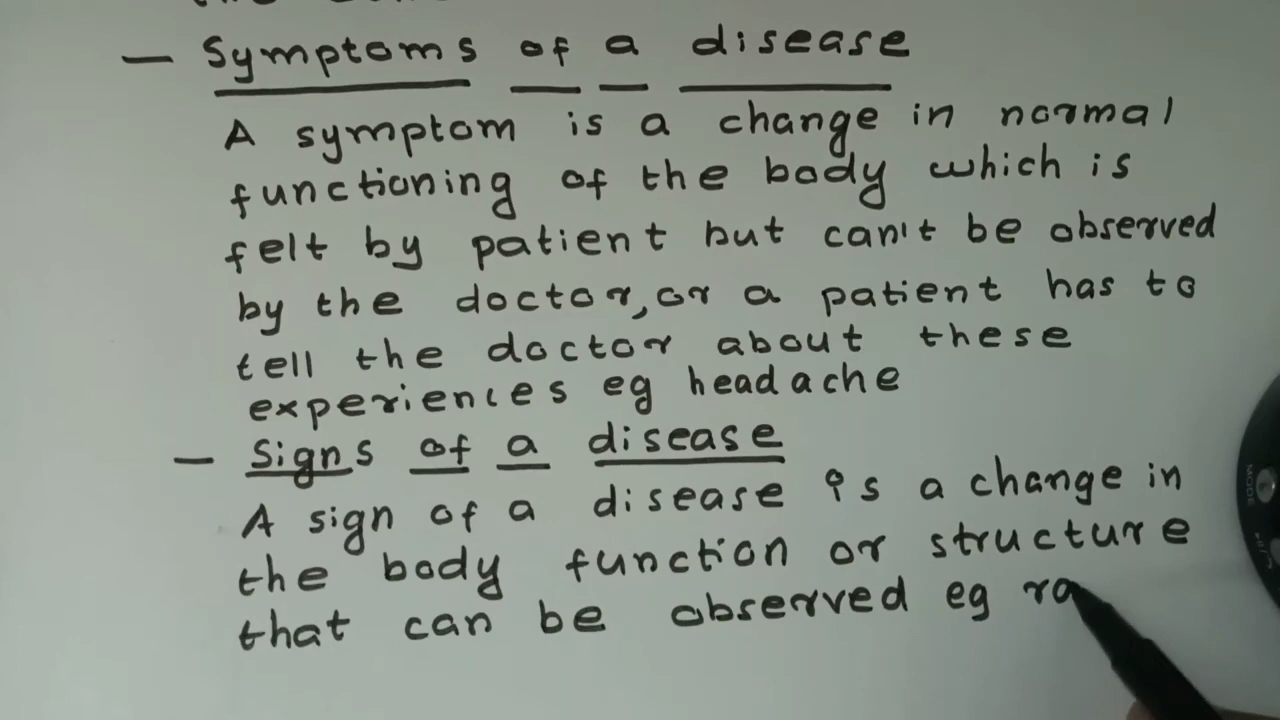 — Symptoms of a disease
A symptom is a change in normal
functioning of the body which is
felt by patient but can't be observed
by the doctor, or a patient has to
tell the doctor about these
experiences eg headache
— Signs of a disease
A sign of a disease is a change in
the body function or structure
that can be observed eg ra
MODE